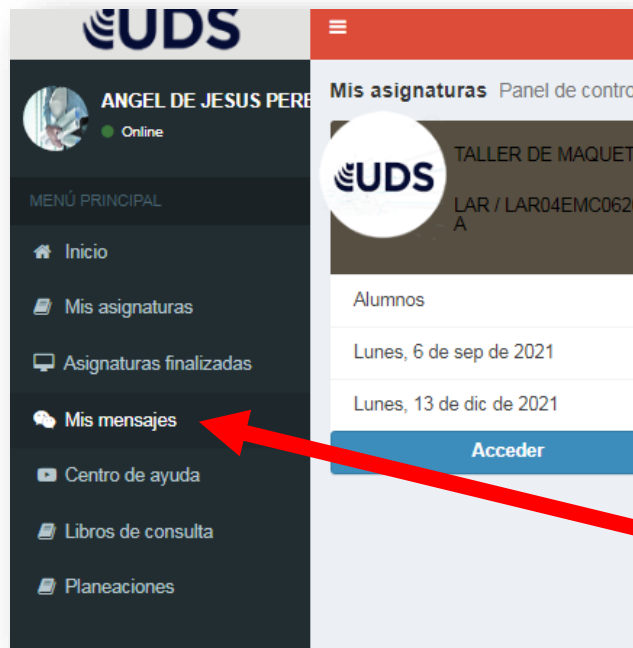 UDS
ANGEL DE JESUS PERE
Online
MENÚ PRINCIPAL
Inicio
Mis asignaturas
Asignaturas finalizadas
Mis mensajes
Centro de ayuda
Libros de consulta
Planeaciones
Mis asignaturas Panel de contro
UDS
TALLER DE MAQUET
LAR / LAR04EMC062
A
Alumnos
Lunes, 6 de sep de 2021
Lunes, 13 de dic de 2021
Acceder